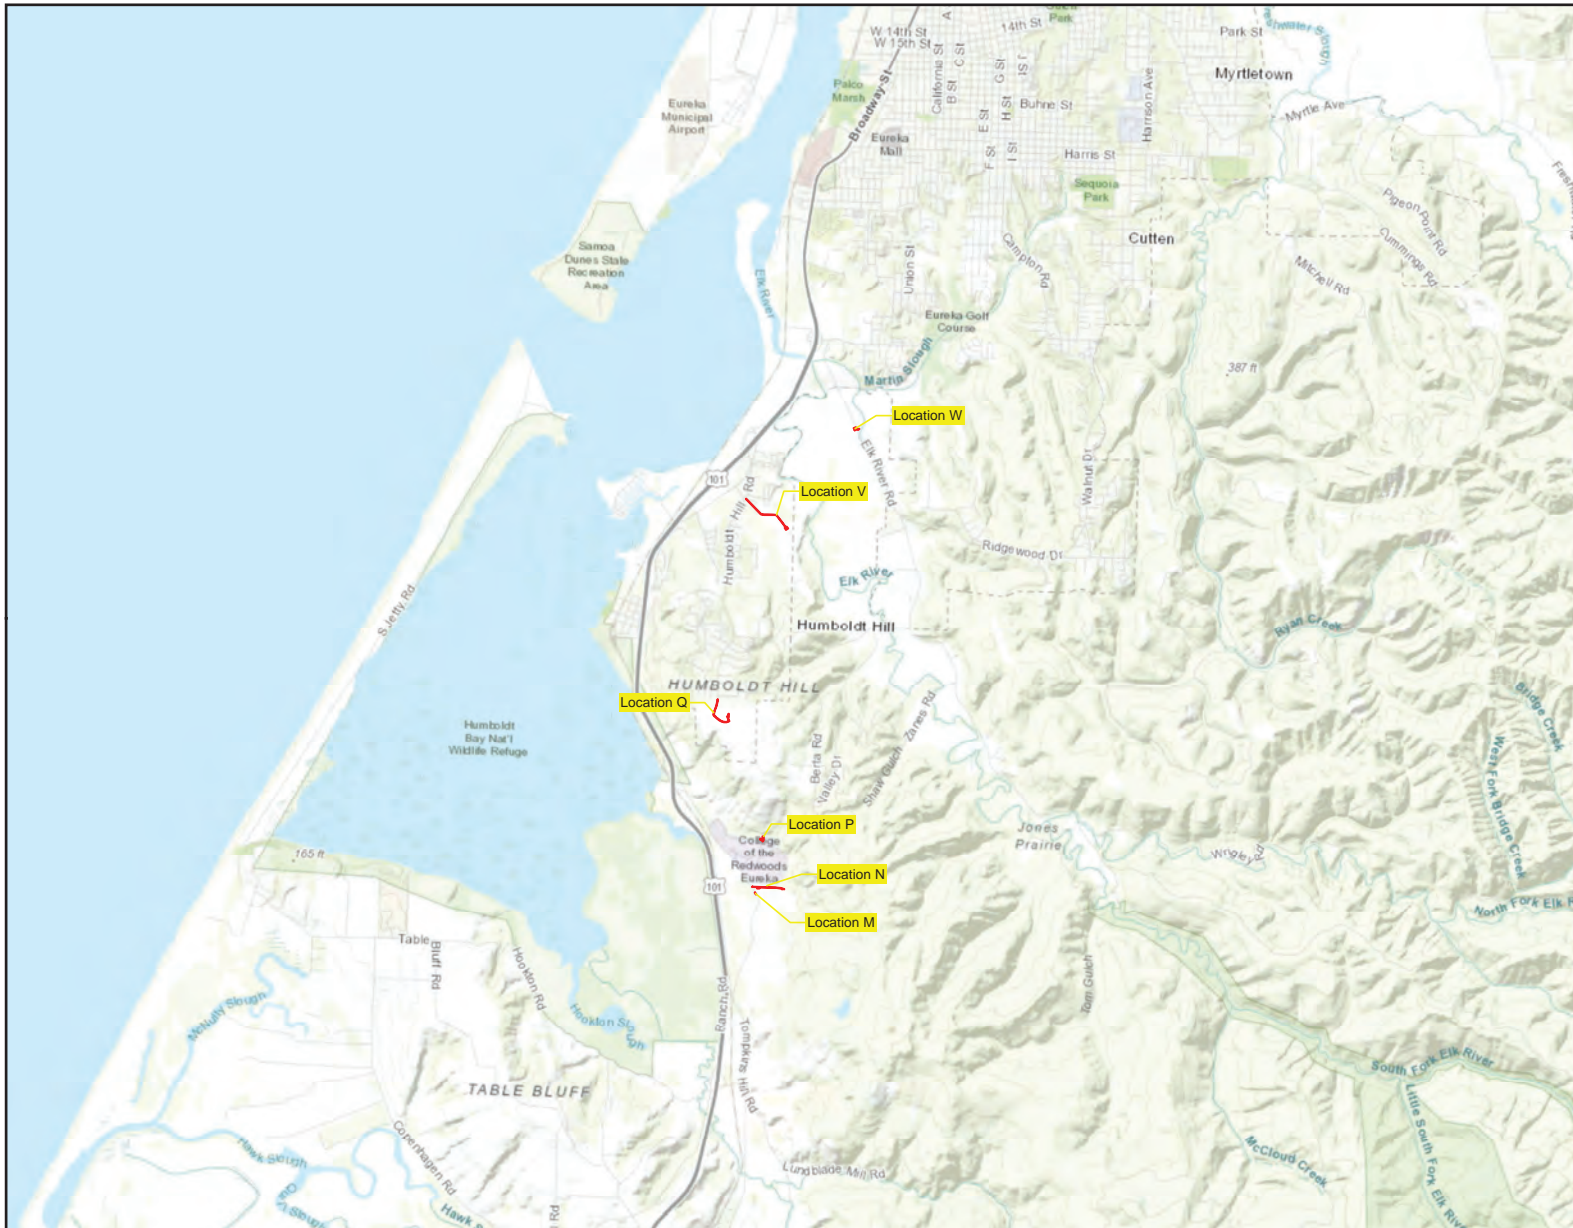 Gulch
Park
14th St
Park St
Freshwater Slough
W 14th St
W 15th St
A
California St
B St
C St
G St
I St
H St
E St
F St
I St
Myrtletown
Palco
Marsh
Broadway St
Eureka
Municipal
Airport
Buhne St
Harrison Ave
Myrtle Ave
Eureka
Mall
Harris St
Sequoia
Park
Pigeon Point Rd
Cummings Rd
Mitchell Rd
Cutten
Samoa
Dunes State
Recreation
Area
Elk River
Union St
Campton Rd
Eureka Golf
Course
Martin Slough
387 ft
Location W
Elk River Rd
Walnut Dr
101
Location V
Humboldt Hill Rd
Ridgewood Dr
Elk River
S Jetty Rd
Humboldt Hill
Ryan Creek
HUMBOLDT HILL
Location Q
Zanes Rd
Shaw Gulch
Berta Rd
Valley Dr
Bridge Creek
West Fork Bridge Creek
Humboldt
Bay Nat'l
Wildlife Refuge
Location P
College
of the
Redwoods
Eureka
Jones
Prairie
Wrigley Rd
165 ft
Location N
101
Location M
North Fork Elk R
Table
Bluff Rd
Hookton Rd
Tom Gulch
McNulty Slough
Hookton Slough
Ranch Rd
Tompkins Hill Rd
South Fork Elk River
TABLE BLUFF
Little South Fork Elk River
Copenhagen Rd
Hawk Slough
McCloud Creek
Lundblade Mill Rd
Rd